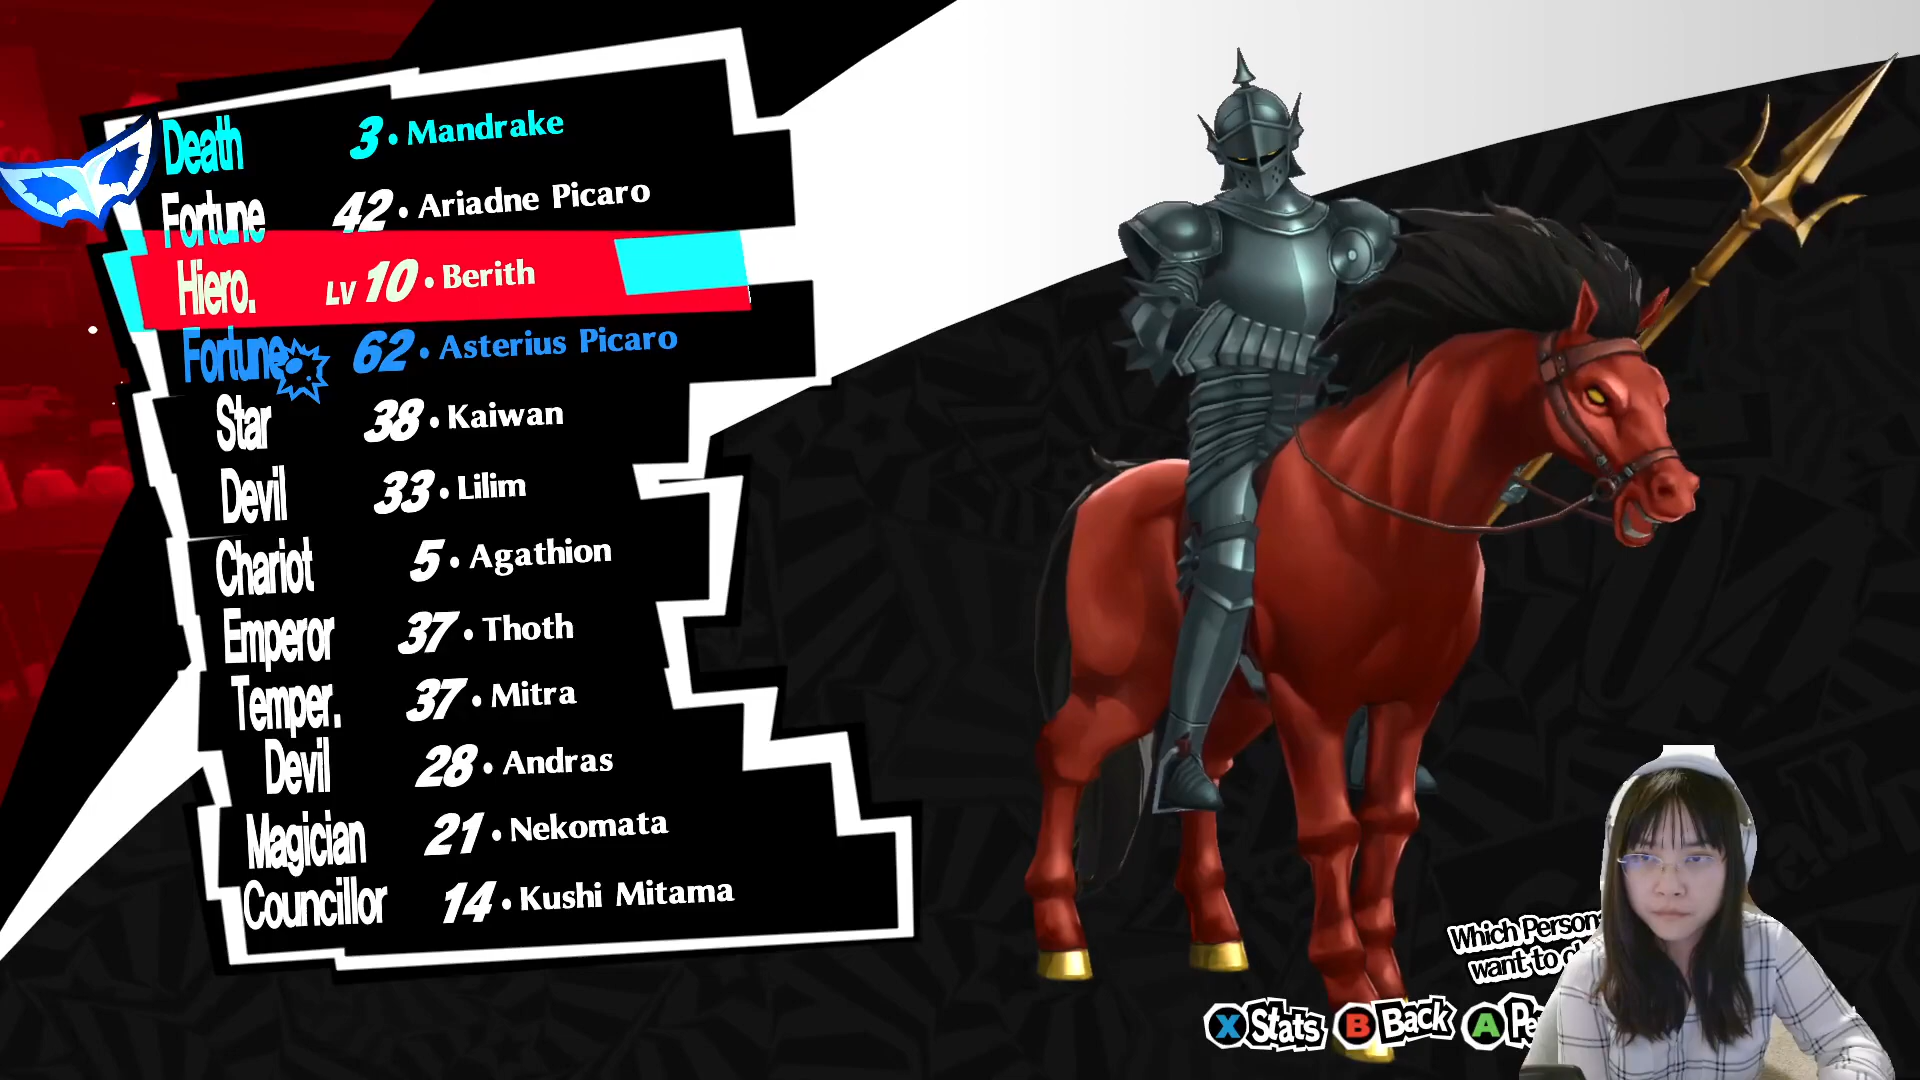 Death 3 • Mandrake
Fortune 42 • Ariadne Picaro
Hiero. LV 10 • Berith
Fortune 62 • Asterius Picaro
Star 38 • Kaiwan
Devil 33 • Lilim
Chariot 5 • Agathion
Emperor 37 • Thoth
Temper. 37 • Mitra
Devil 28 • Andras
Magician 21 • Nekomata
Councillor 14 • Kushi Mitama
Which
want to
X Stats B Back A